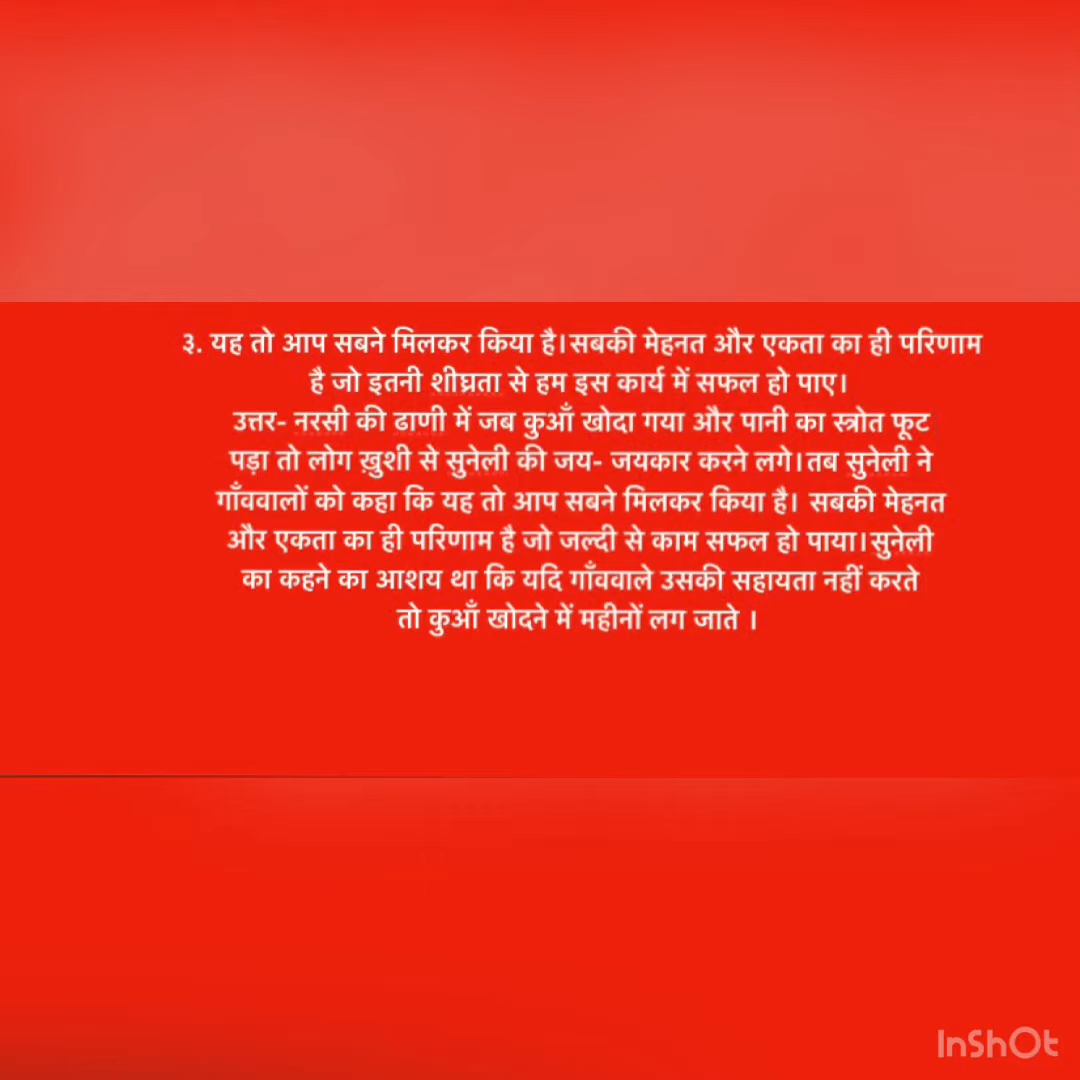 ३. यह तो आप सबने मिलकर किया है।सबकी मेहनत और एकता का ही परिणाम
है जो इतनी शीघ्रता से हम इस कार्य में सफल हो पाए।
उत्तर- नरसी की ढाणी में जब कुआँ खोदा गया और पानी का स्त्रोत फूट
पड़ा तो लोग ख़ुशी से सुनेली की जय- जयकार करने लगे।तब सुनेली ने
गाँववालों को कहा कि यह तो आप सबने मिलकर किया है। सबकी मेहनत
और एकता का ही परिणाम है जो जल्दी से काम सफल हो पाया।सुनेली
का कहने का आशय था कि यदि गाँववाले उसकी सहायता नहीं करते
तो कुआँ खोदने में महीनों लग जाते ।
InShOt